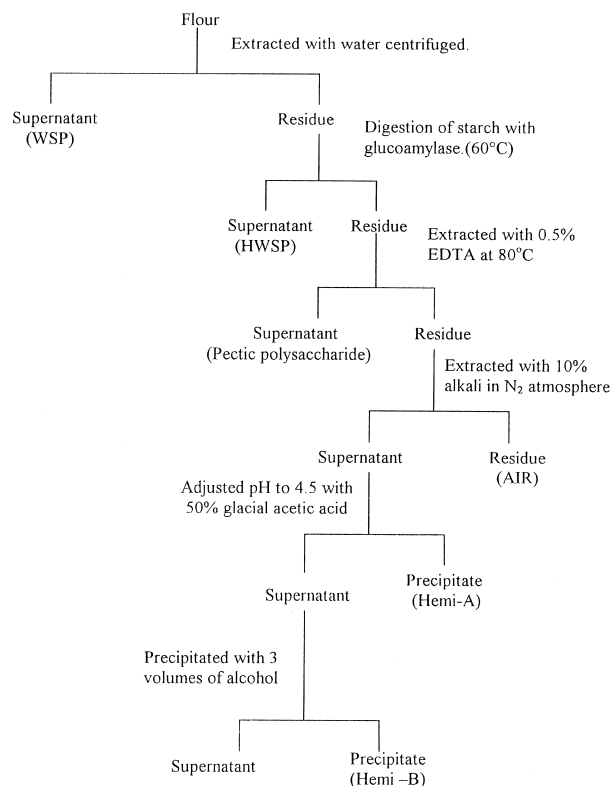 Flour
Extracted with water centrifuged.
Supernatant
(WSP)
Residue
Digestion of starch with
glucoamylase.(60°C)
Supernatant
(HWSP)
Residue
Extracted with 0.5%
EDTA at 80°C
Supernatant
(Pectic polysaccharide)
Residue
Extracted with 10%
alkali in N₂ atmosphere
Supernatant
Residue
(AIR)
Adjusted pH to 4.5 with
50% glacial acetic acid
Supernatant
Precipitate
(Hemi-A)
Precipitated with 3
volumes of alcohol
Supernatant
Precipitate
(Hemi –B)